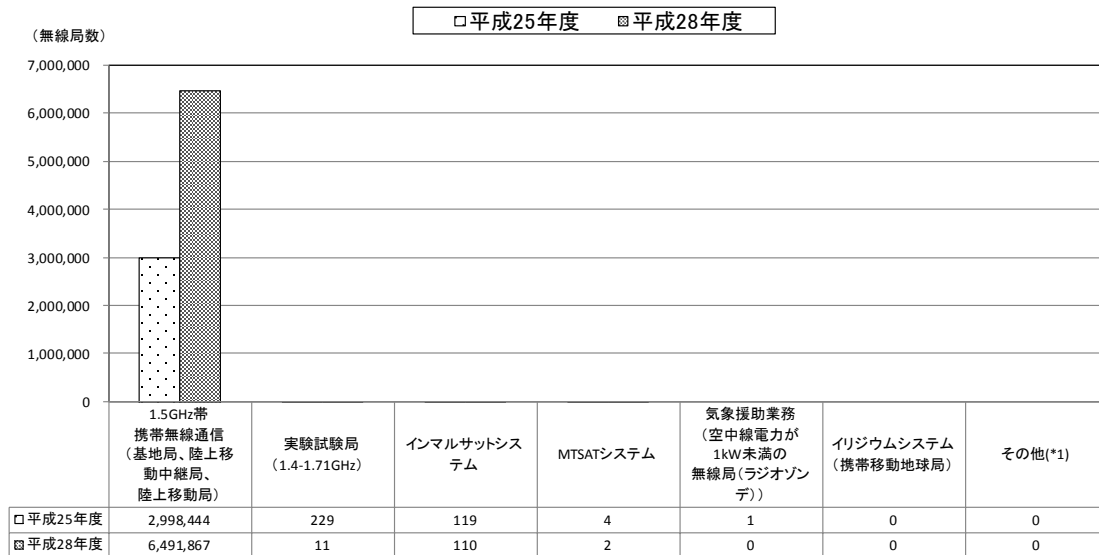 □平成25年度 ▩平成28年度
（無線局数）
7,000,000
6,000,000
5,000,000
4,000,000
3,000,000
2,000,000
1,000,000
0
1.5GHz帯
携帯無線通信
（基地局、陸上移
動中継局、
陸上移動局）
実験試験局
（1.4-1.71GHz）
インマルサットシス
テム
MTSATシステム
気象援助業務
（空中線電力が
1kW未満の
無線局（ラジオゾン
デ））
イリジウムシステム
（携帯移動地球局）
その他(*1)
□平成25年度 2,998,444 229 119 4 1 0 0
▩平成28年度 6,491,867 11 110 2 0 0 0